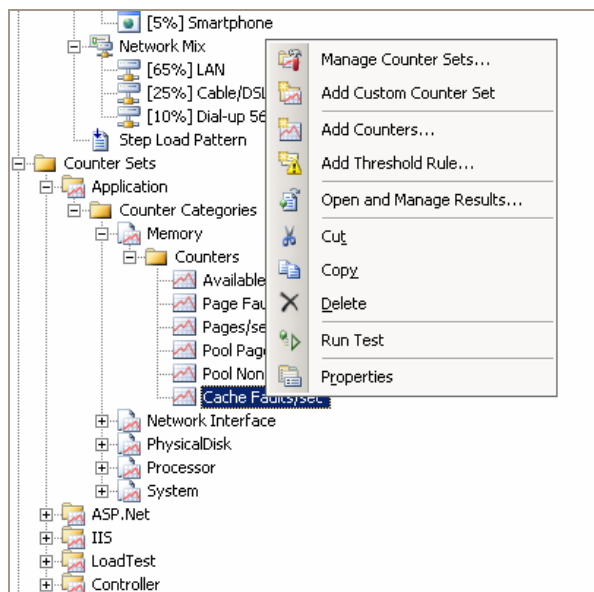 [5%] Smartphone
Network Mix
[65%] LAN
[25%] Cable/DSL
[10%] Dial-up 56
Step Load Pattern
Counter Sets
Application
Counter Categories
Memory
Counters
Available
Page Fau
Pages/se
Pool Page
Pool Non
Cache Faults/sec
Network Interface
PhysicalDisk
Processor
System
ASP.Net
IIS
LoadTest
Controller
Manage Counter Sets...
Add Custom Counter Set
Add Counters...
Add Threshold Rule...
Open and Manage Results...
Cut
Copy
Delete
Run Test
Properties